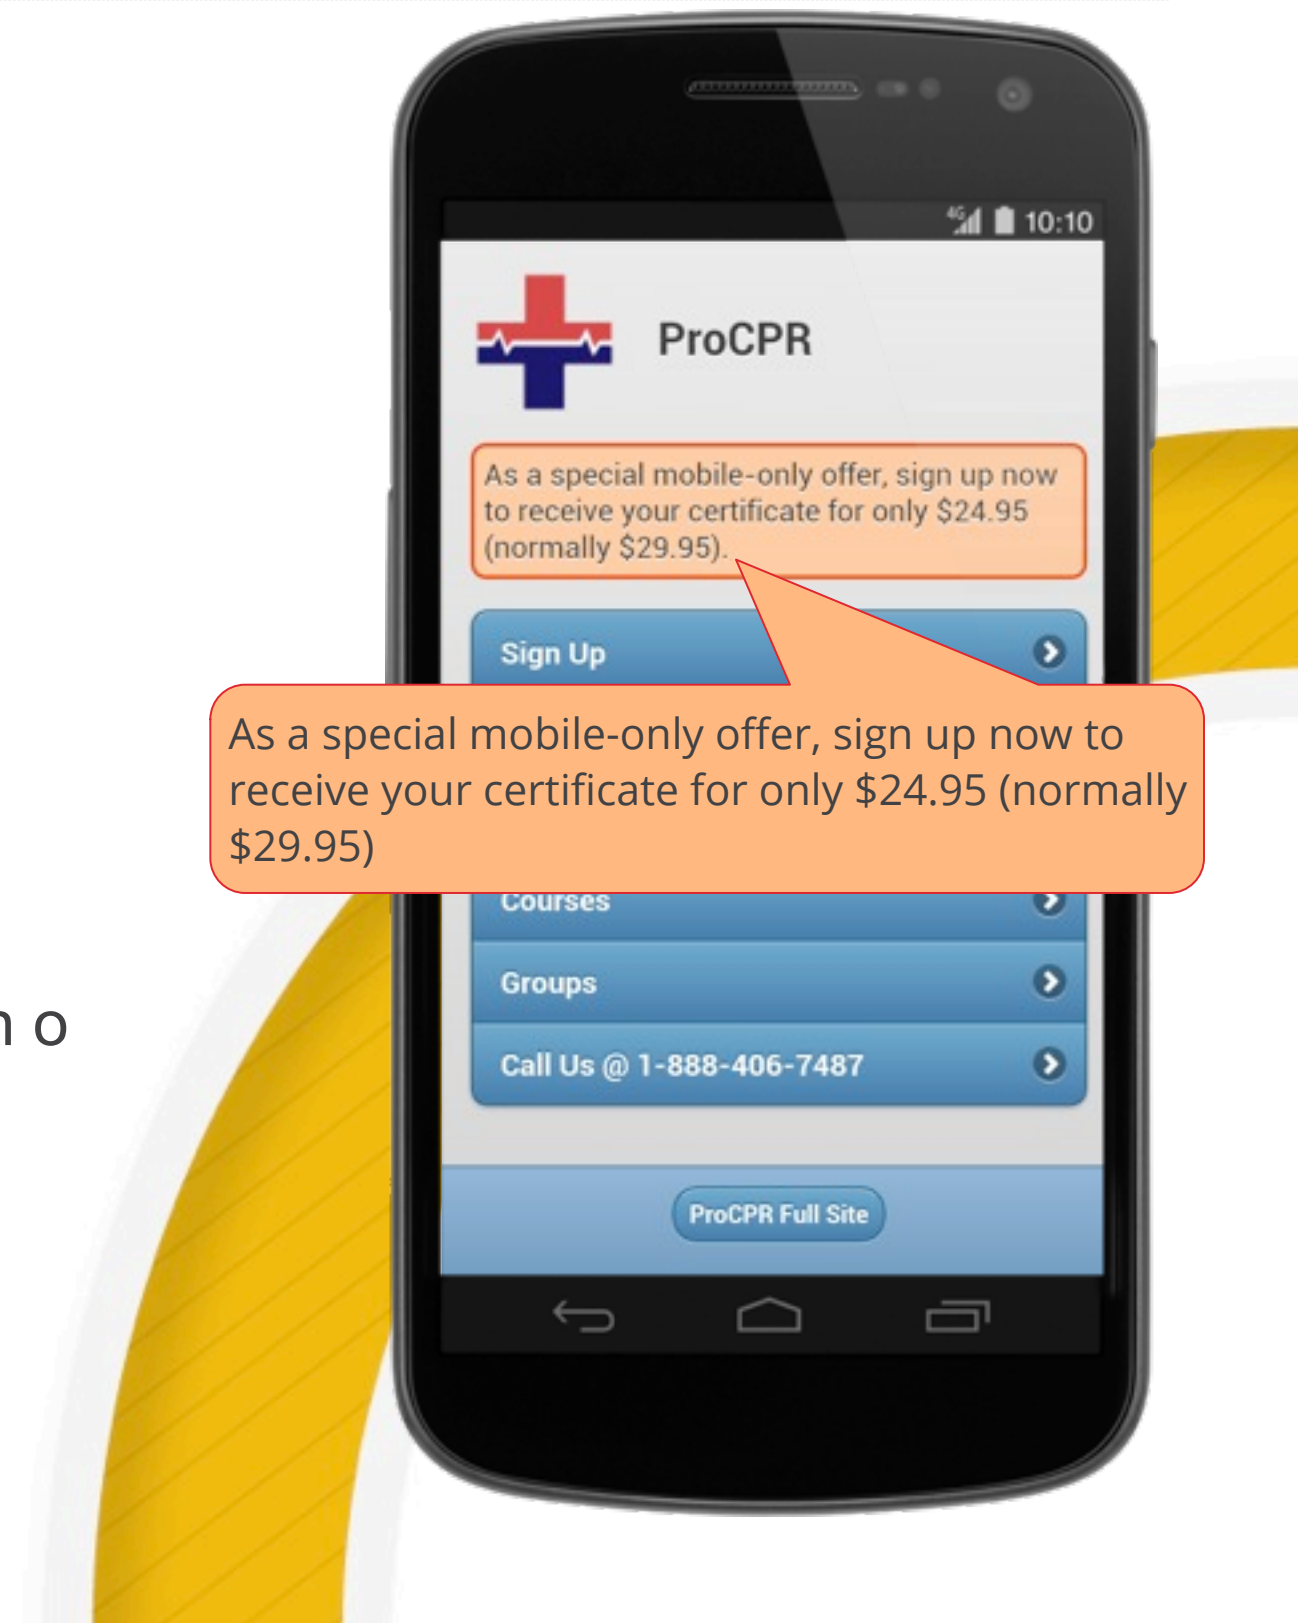 4G 10:10
ProCPR
As a special mobile-only offer, sign up now
to receive your certificate for only $24.95
(normally $29.95).
Sign Up
As a special mobile-only offer, sign up now to
receive your certificate for only $24.95 (normally
$29.95)
Courses
Groups
Call Us @ 1-888-406-7487
ProCPR Full Site